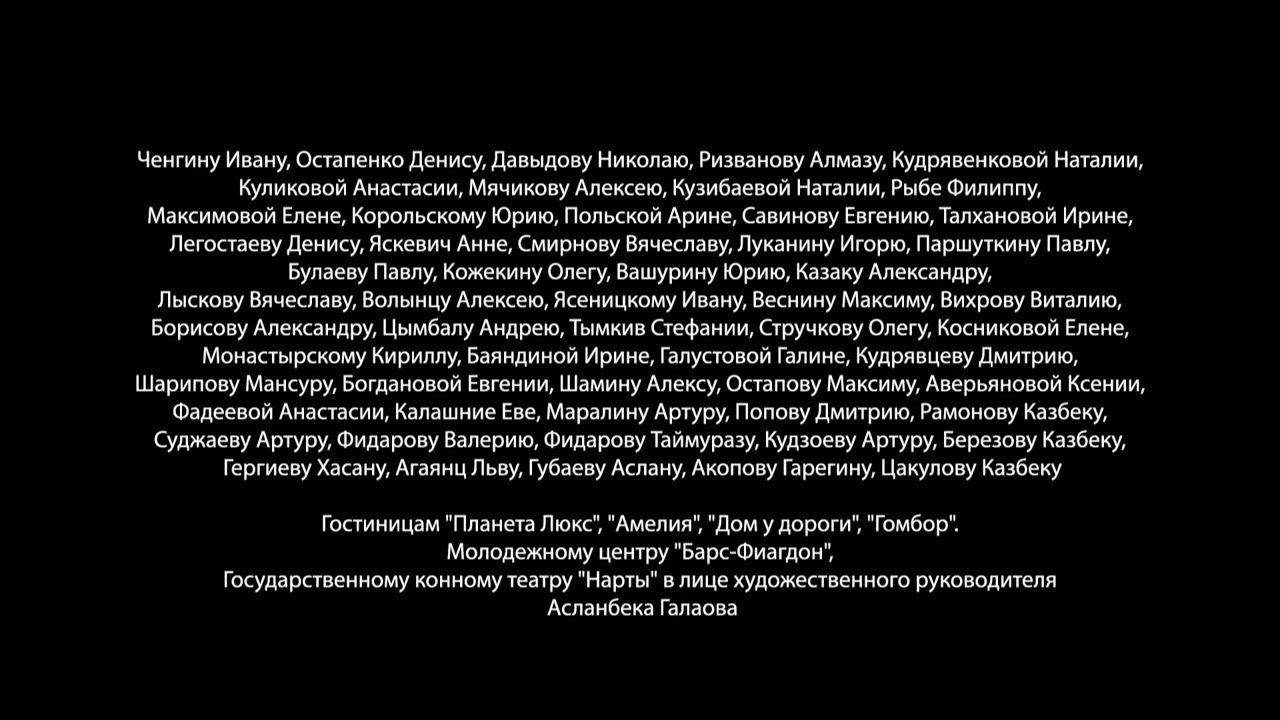 Ченгину Ивану, Остапенко Денису, Давыдову Николаю, Ризванову Алмазу, Кудрявенковой Наталии,
Куликовой Анастасии, Мячикову Алексею, Кузибаевой Наталии, Рыбе Филиппу,
Максимовой Елене, Корольскому Юрию, Польской Арине, Савинову Евгению, Талхановой Ирине,
Легостаеву Денису, Яскевич Анне, Смирнову Вячеславу, Луканину Игорю, Паршуткину Павлу,
Булаеву Павлу, Кожекину Олегу, Вашурину Юрию, Казаку Александру,
Лыскову Вячеславу, Волынцу Алексею, Ясеницкому Ивану, Веснину Максиму, Вихрову Виталию,
Борисову Александру, Цымбалу Андрею, Тымкив Стефании, Стручкову Олегу, Косниковой Елене,
Монастырскому Кириллу, Баяндиной Ирине, Галустовой Галине, Кудрявцеву Дмитрию,
Шарипову Мансуру, Богдановой Евгении, Шамину Алексу, Остапову Максиму, Аверьяновой Ксении,
Фадеевой Анастасии, Калашние Еве, Маралину Артуру, Попову Дмитрию, Рамонову Казбеку,
Суджаеву Артуру, Фидарову Валерию, Фидарову Таймуразу, Кудзоеву Артуру, Березову Казбеку,
Гергиеву Хасану, Агаянц Льву, Губаеву Аслану, Акопову Гарегину, Цакулову Казбеку
Гостиницам "Планета Люкс", "Амелия", "Дом у дороги", "Гомбор".
Молодежному центру "Барс-Фиагдон",
Государственному конному театру "Нарты" в лице художественного руководителя
Асланбека Галаова